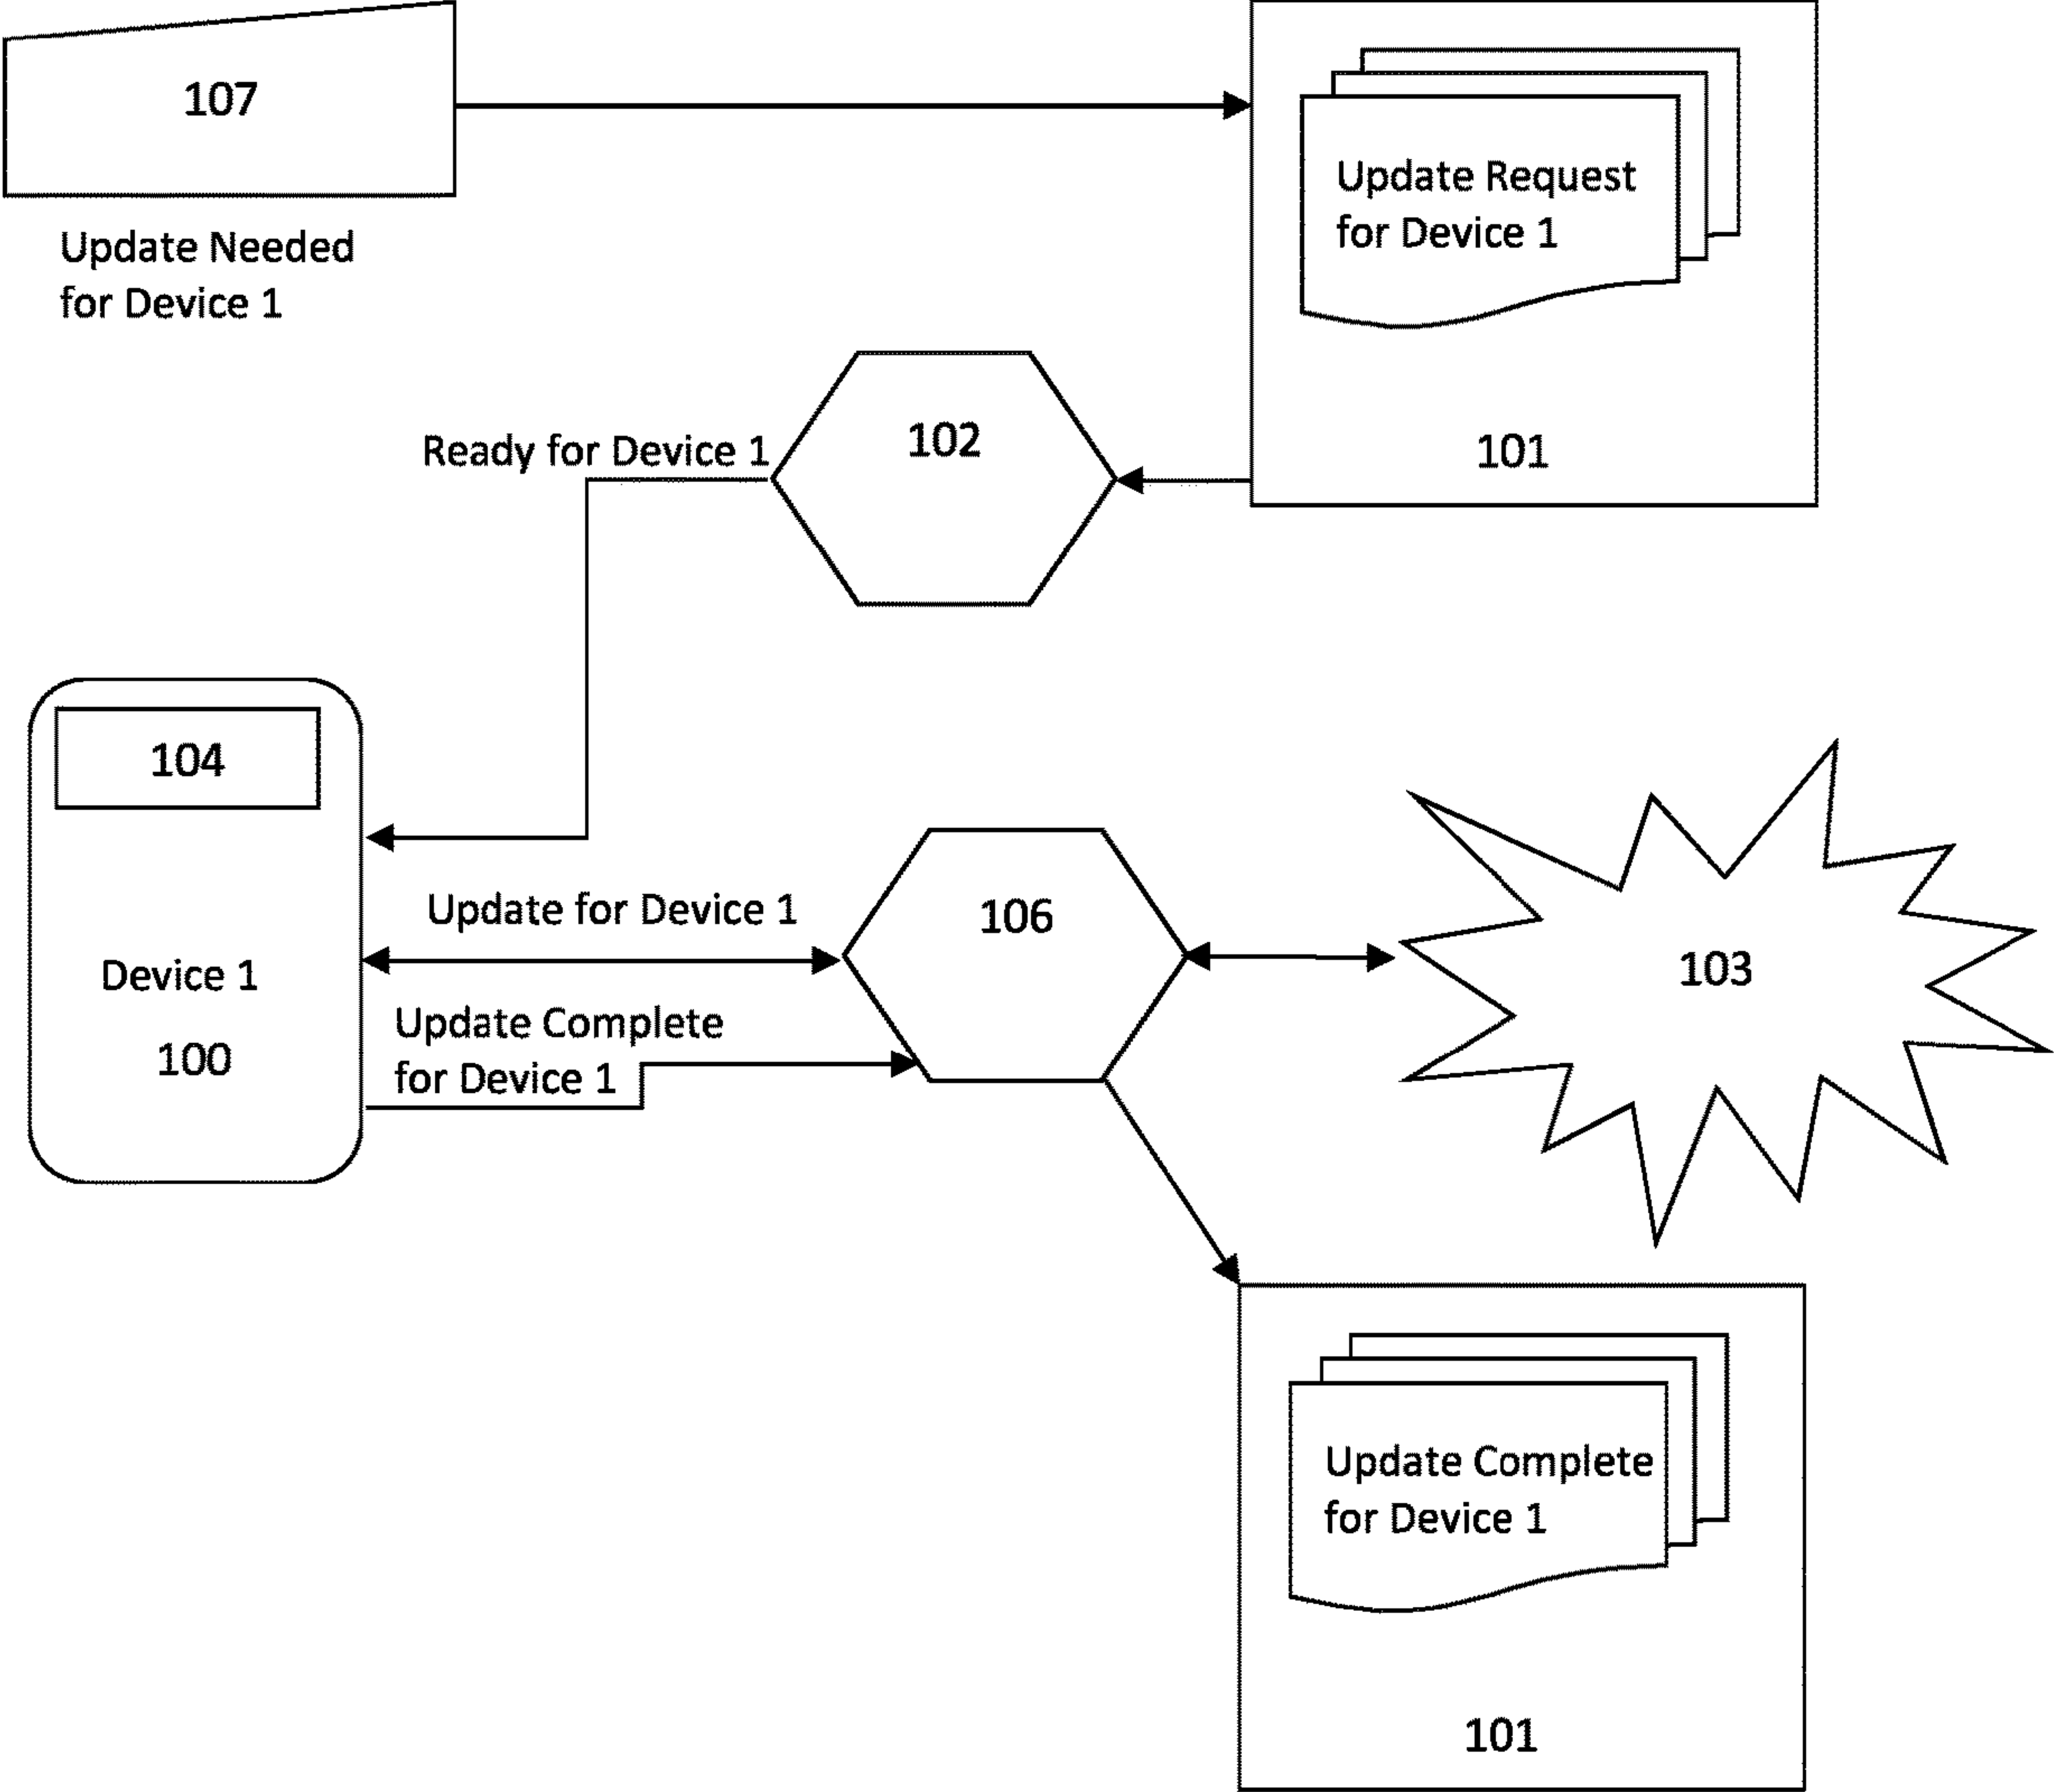 107
Update Needed
for Device 1
Update Request
for Device 1
101
Ready for Device 1
102
104
Device 1
100
Update for Device 1
106
103
Update Complete
for Device 1
Update Complete
for Device 1
101